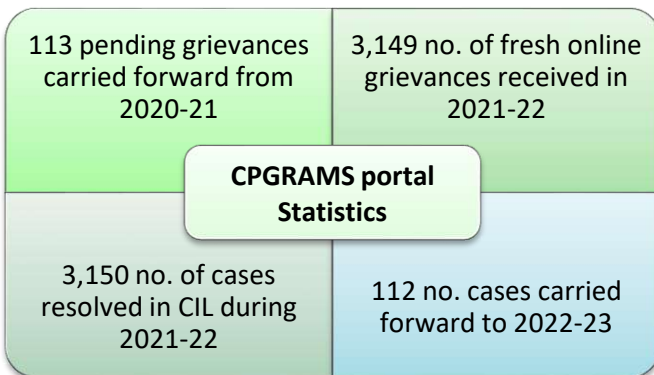 113 pending grievances
carried forward from
2020-21
3,149 no. of fresh online
grievances received in
2021-22
CPGRAMS portal
Statistics
3,150 no. of cases
resolved in CIL during
2021-22
112 no. cases carried
forward to 2022-23